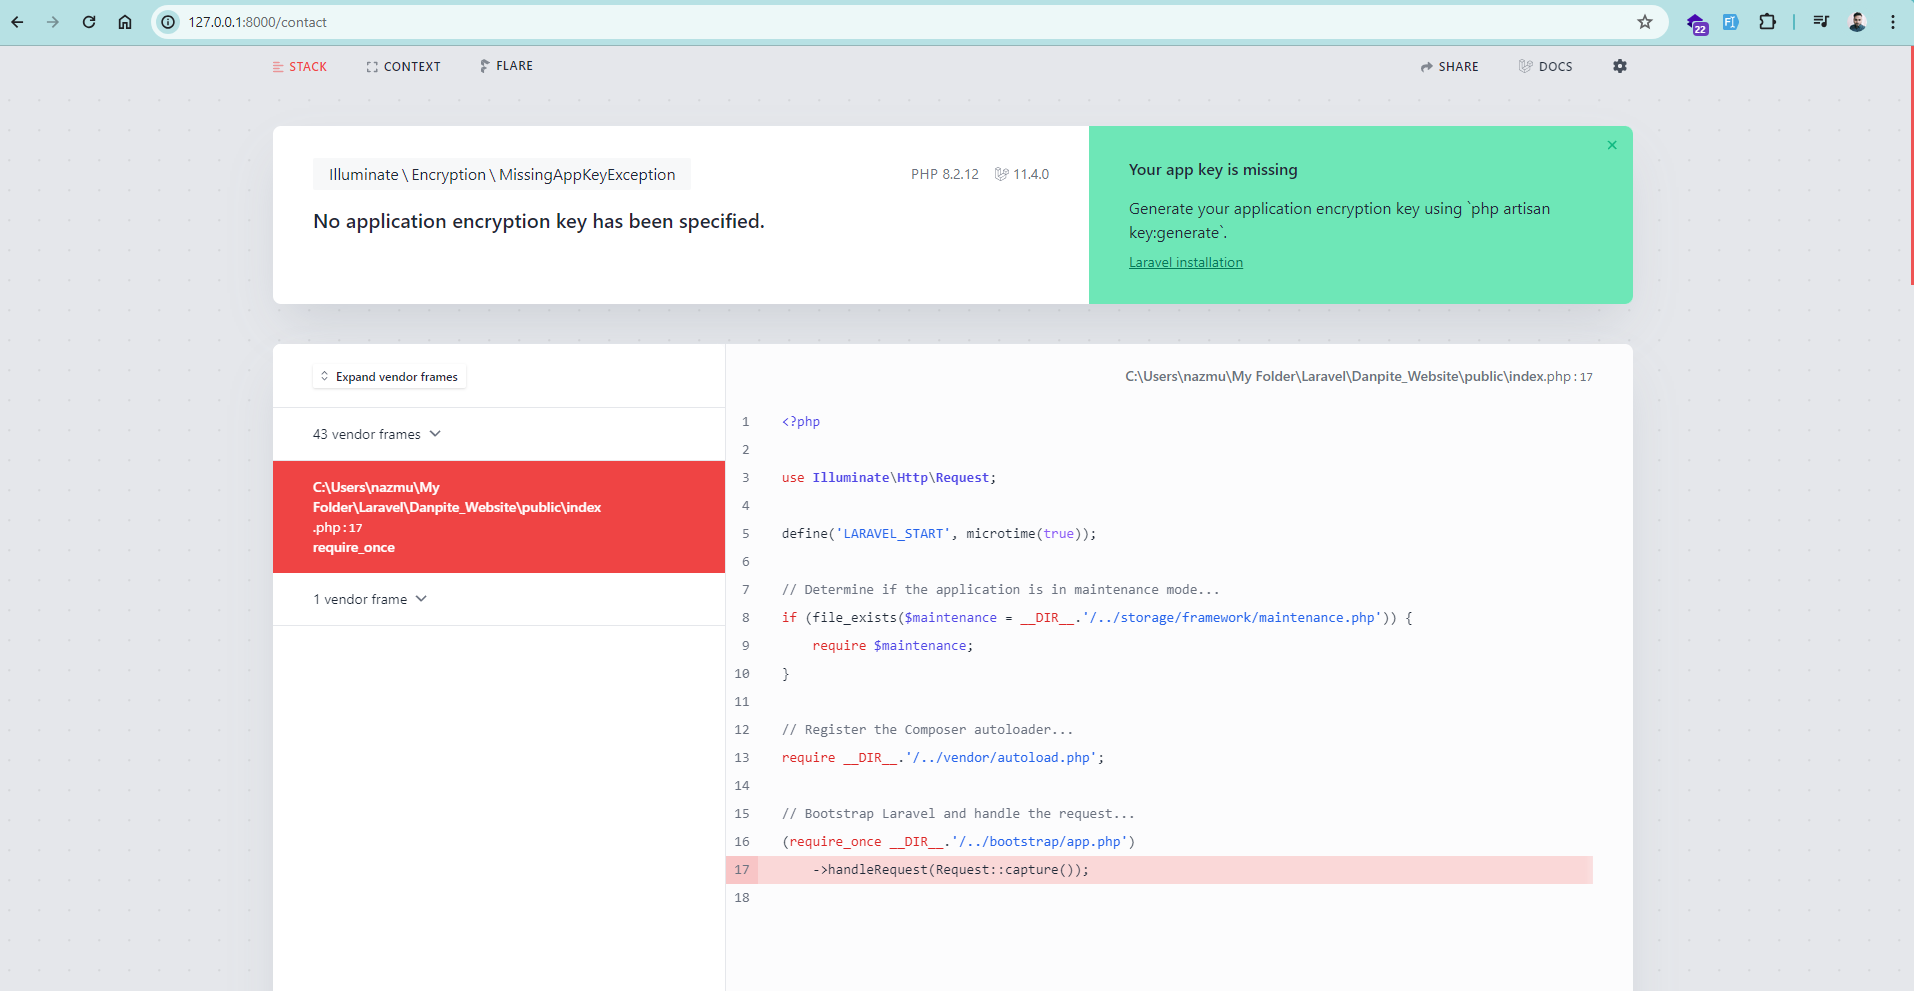 127.0.0.1:8000/contact
22
STACK
CONTEXT
FLARE
SHARE
DOCS
Illuminate \ Encryption \ MissingAppKeyException
PHP 8.2.12
11.4.0
No application encryption key has been specified.
Your app key is missing
Generate your application encryption key using `php artisan
key:generate`.
Laravel installation
Expand vendor frames
43 vendor frames
C:\Users\nazmu\My
Folder\Laravel\Danpite_Website\public\index
.php:17
require_once
1 vendor frame
C:\Users\nazmu\My Folder\Laravel\Danpite_Website\public\index.php:17
1 <?php
2
3 use Illuminate\Http\Request;
4
5 define('LARAVEL_START', microtime(true));
6
7 // Determine if the application is in maintenance mode...
8 if (file_exists($maintenance = __DIR__.'/../storage/framework/maintenance.php')) {
9     require $maintenance;
10 }
11
12 // Register the Composer autoloader...
13 require __DIR__.'/../vendor/autoload.php';
14
15 // Bootstrap Laravel and handle the request...
16 (require_once __DIR__.'/../bootstrap/app.php')
17     ->handleRequest(Request::capture());
18